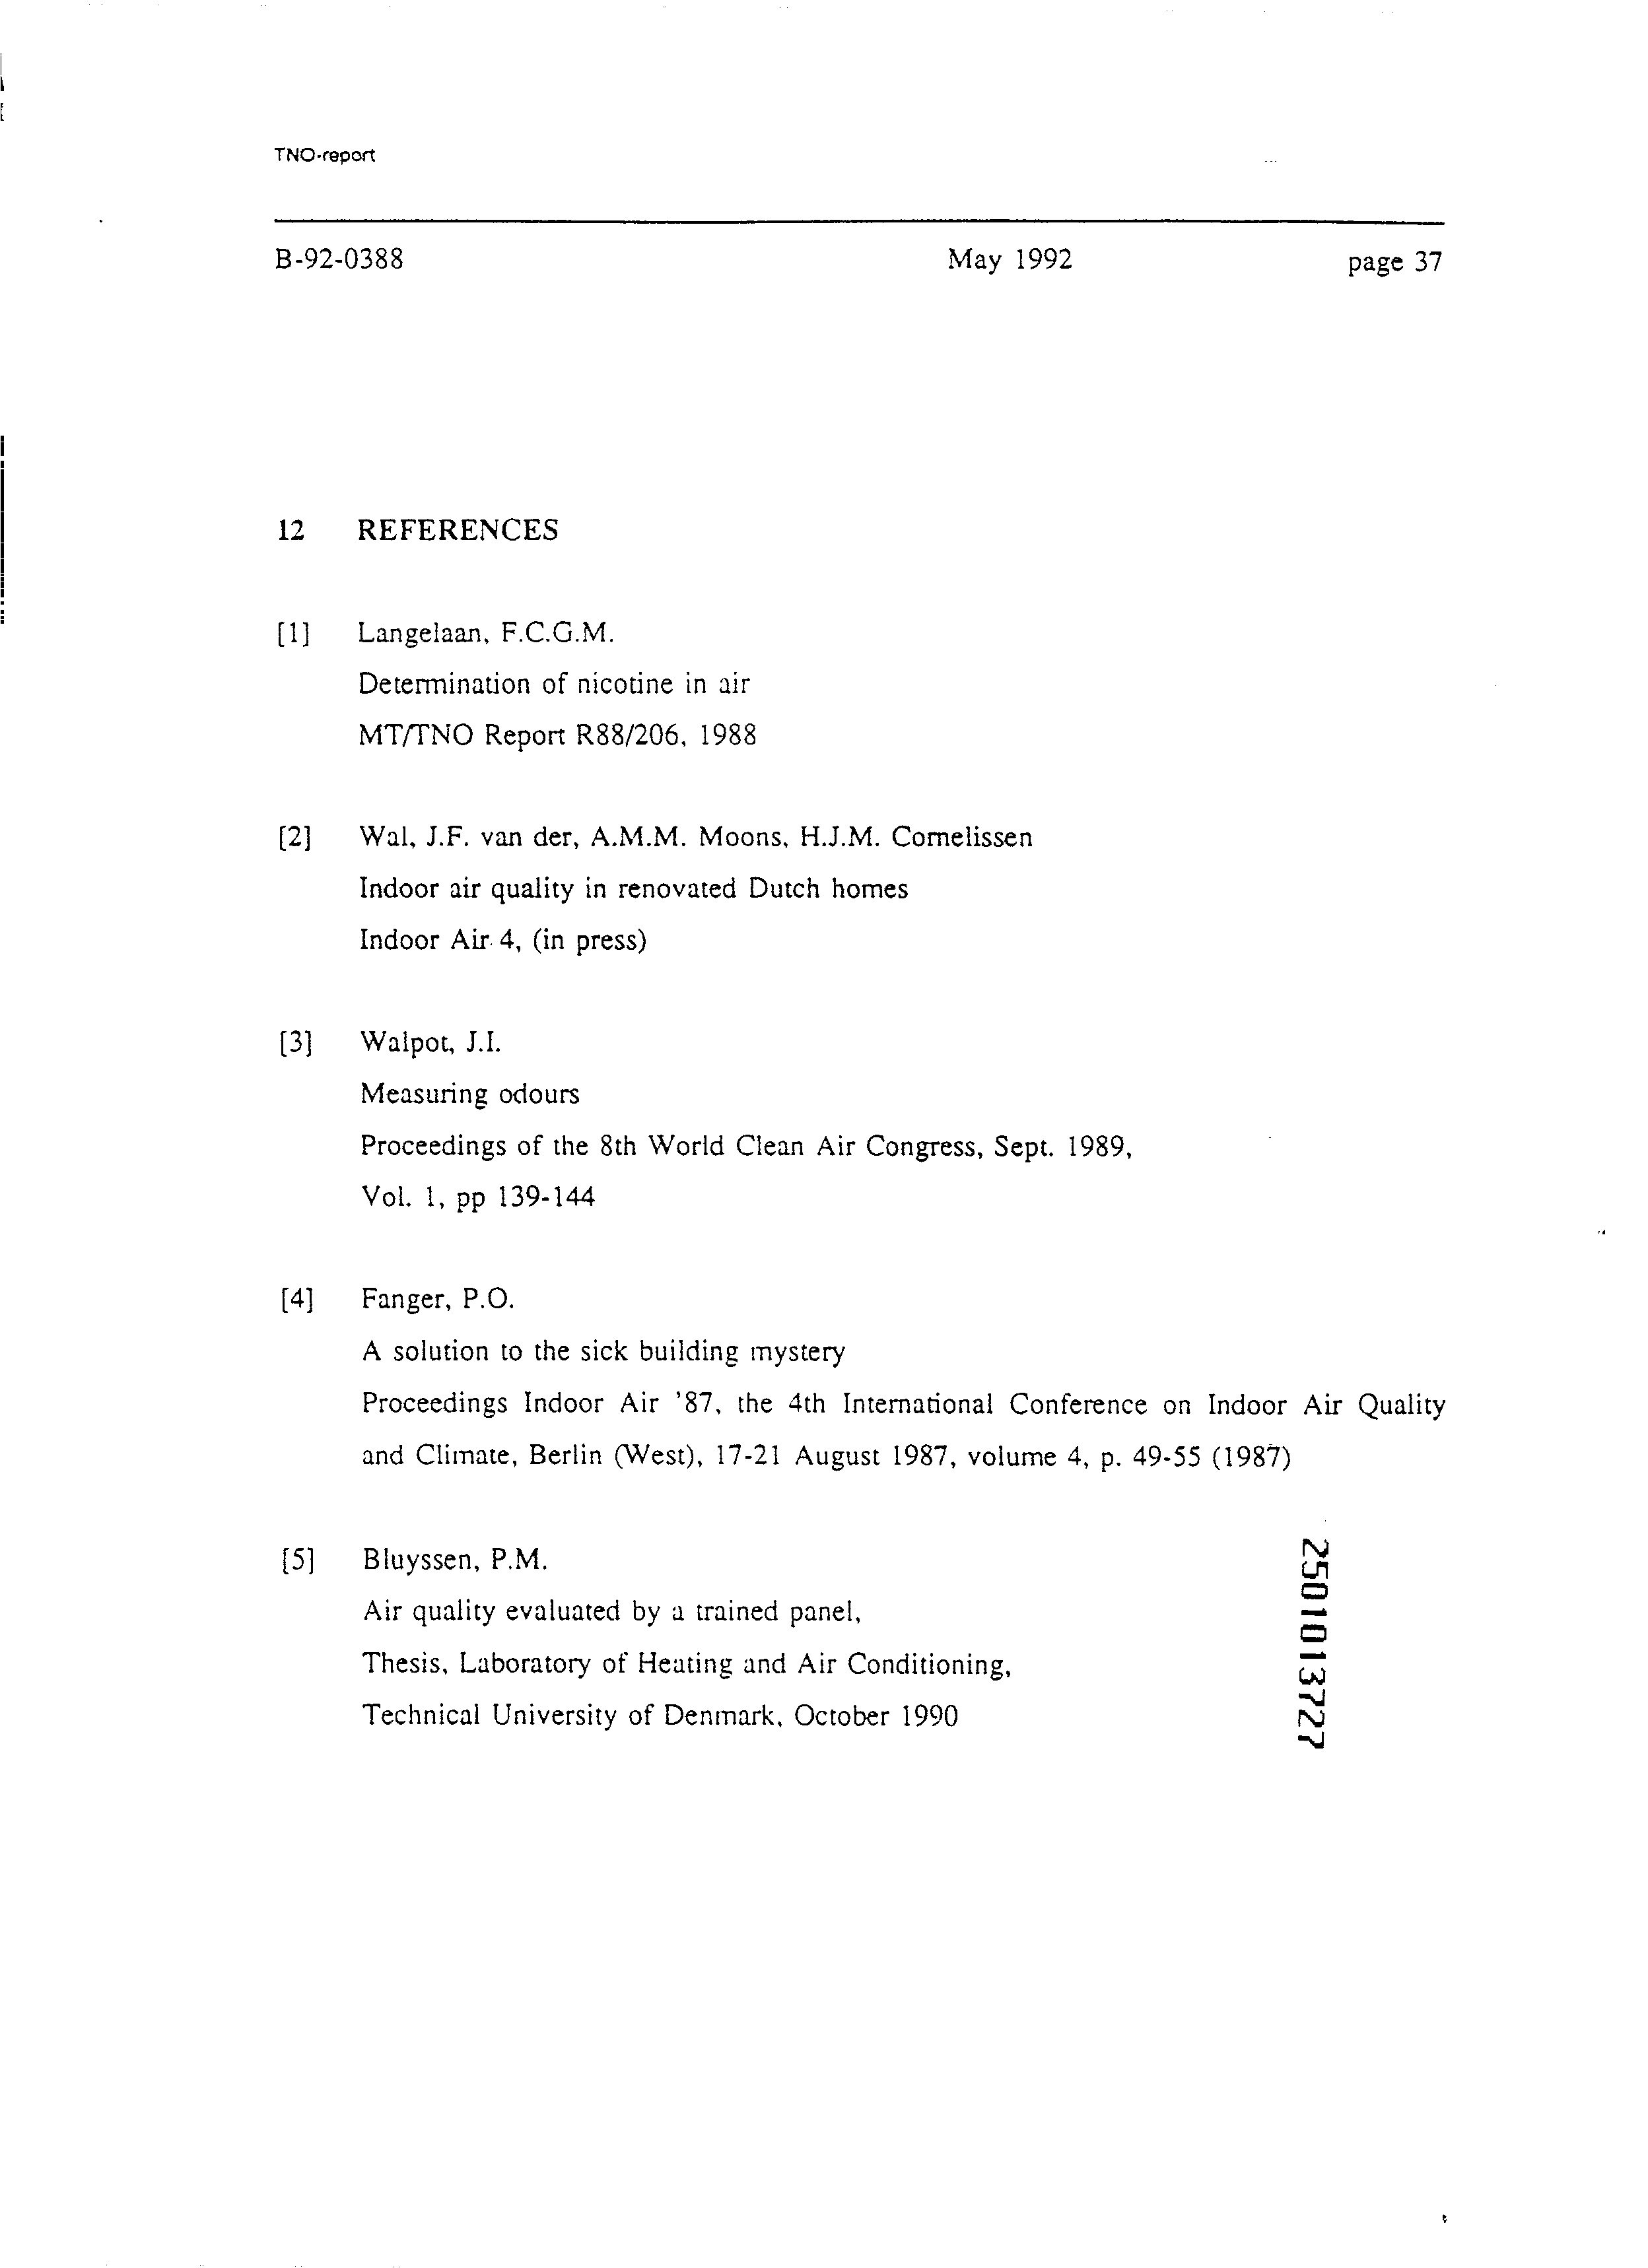 TNO-report
B-92-0388 May 1992 page 37
12 REFERENCES
[1] Langelaan, F.C.G.M.
Determination of nicotine in air
MT/TNO Report R88/206, 1988
[2] Wal, J.F. van der, A.M.M. Moons, H.J.M. Cornelissen
Indoor air quality in renovated Dutch homes
Indoor Air 4, (in press)
[3] Walpot, J.I.
Measuring odours
Proceedings of the 8th World Clean Air Congress, Sept. 1989,
Vol. 1, pp 139-144
[4] Fanger, P.O.
A solution to the sick building mystery
Proceedings Indoor Air '87, the 4th International Conference on Indoor Air Quality
and Climate, Berlin (West), 17-21 August 1987, volume 4, p. 49-55 (1987)
[5] Bluyssen, P.M.
Air quality evaluated by a trained panel,
Thesis, Laboratory of Heating and Air Conditioning,
Technical University of Denmark, October 1990
2501013727